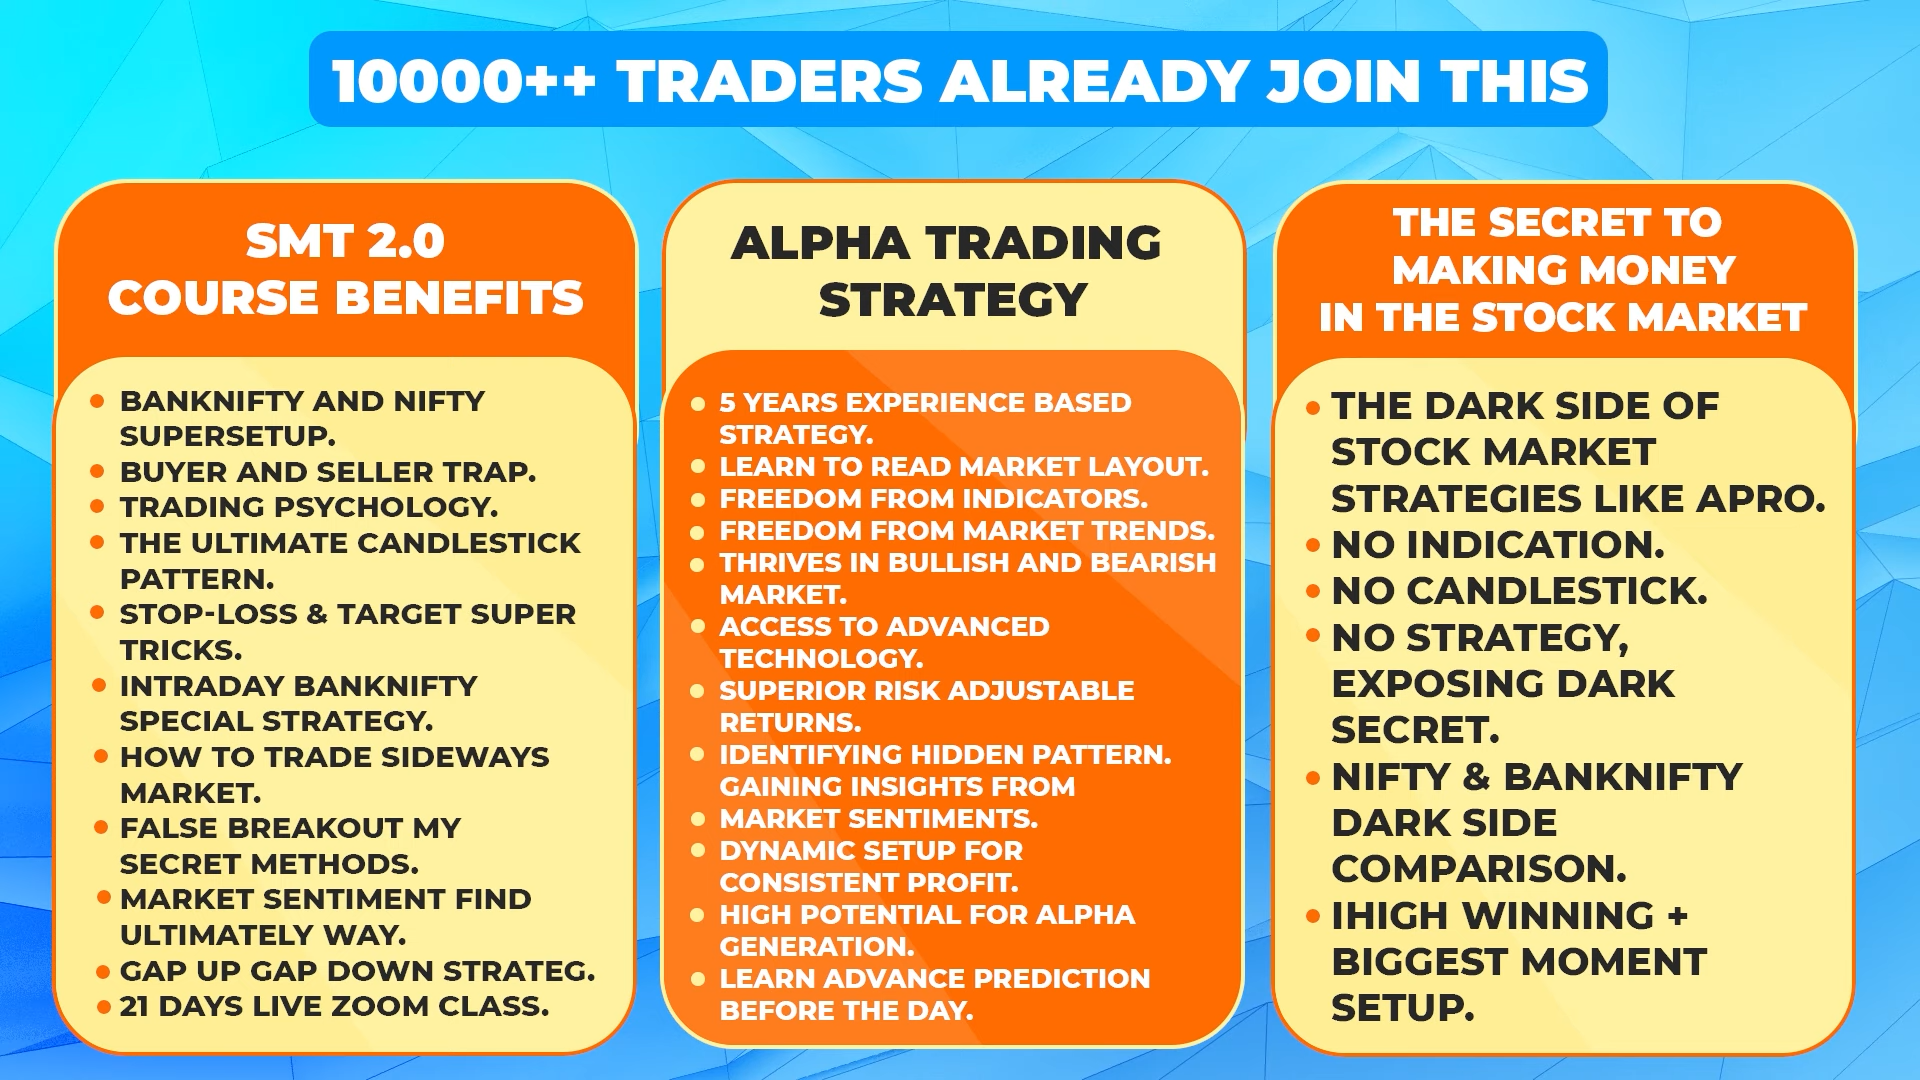 10000++ TRADERS ALREADY JOIN THIS
SMT 2.0
COURSE BENEFITS
BANKNIFTY AND NIFTY
SUPERSETUP.
BUYER AND SELLER TRAP.
TRADING PSYCHOLOGY.
THE ULTIMATE CANDLESTICK
PATTERN.
STOP-LOSS & TARGET SUPER
TRICKS.
INTRADAY BANKNIFTY
SPECIAL STRATEGY.
HOW TO TRADE SIDEWAYS
MARKET.
FALSE BREAKOUT MY
SECRET METHODS.
MARKET SENTIMENT FIND
ULTIMATELY WAY.
GAP UP GAP DOWN STRATEG.
21 DAYS LIVE ZOOM CLASS.
ALPHA TRADING
STRATEGY
5 YEARS EXPERIENCE BASED
STRATEGY.
LEARN TO READ MARKET LAYOUT.
FREEDOM FROM INDICATORS.
FREEDOM FROM MARKET TRENDS.
THRIVES IN BULLISH AND BEARISH
MARKET.
ACCESS TO ADVANCED
TECHNOLOGY.
SUPERIOR RISK ADJUSTABLE
RETURNS.
IDENTIFYING HIDDEN PATTERN.
GAINING INSIGHTS FROM
MARKET SENTIMENTS.
DYNAMIC SETUP FOR
CONSISTENT PROFIT.
HIGH POTENTIAL FOR ALPHA
GENERATION.
LEARN ADVANCE PREDICTION
BEFORE THE DAY.
THE SECRET TO
MAKING MONEY
IN THE STOCK MARKET
THE DARK SIDE OF
STOCK MARKET
STRATEGIES LIKE APRO.
NO INDICATION.
NO CANDLESTICK.
NO STRATEGY,
EXPOSING DARK
SECRET.
NIFTY & BANKNIFTY
DARK SIDE
COMPARISON.
IHIGH WINNING +
BIGGEST MOMENT
SETUP.